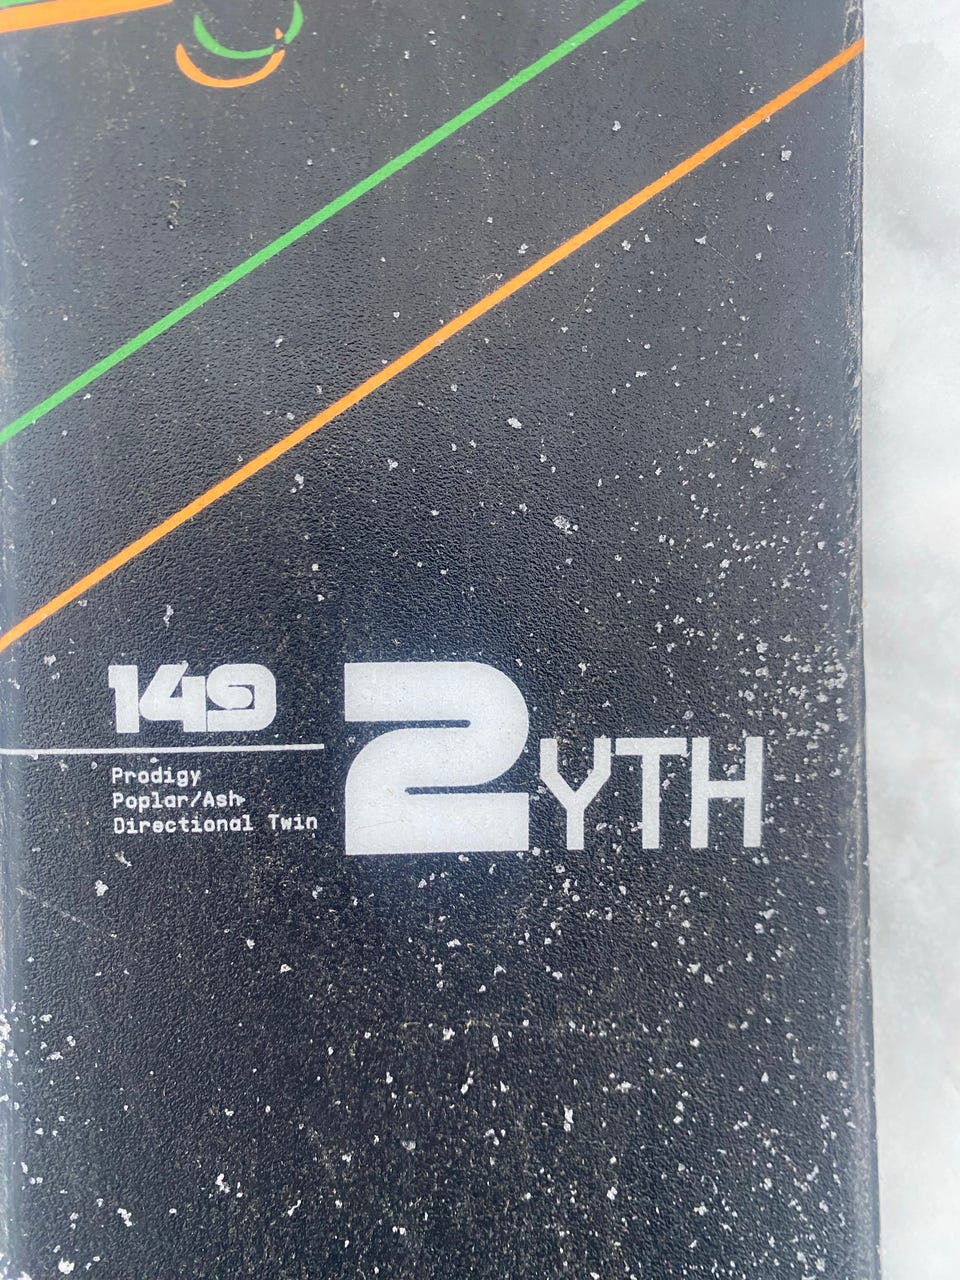 149
Prodigy
Poplar/Ash
Directional Twin
2YTH